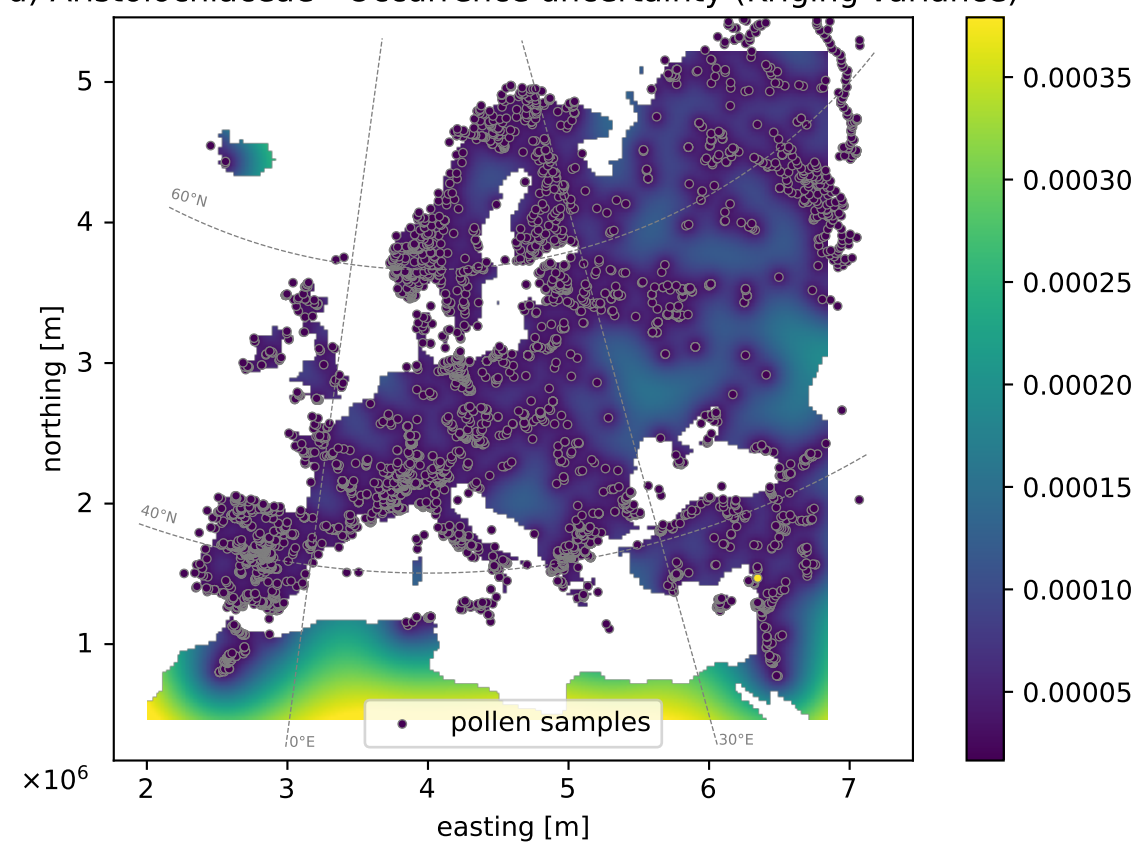 d) Aristolochiaceae - Occurrence uncertainty (Kriging variance)
60°N
40°N
0°E
30°E
pollen samples
northing [m]
5
4
3
2
1
×10⁶
2 3 4 5 6 7
easting [m]
0.00035
0.00030
0.00025
0.00020
0.00015
0.00010
0.00005